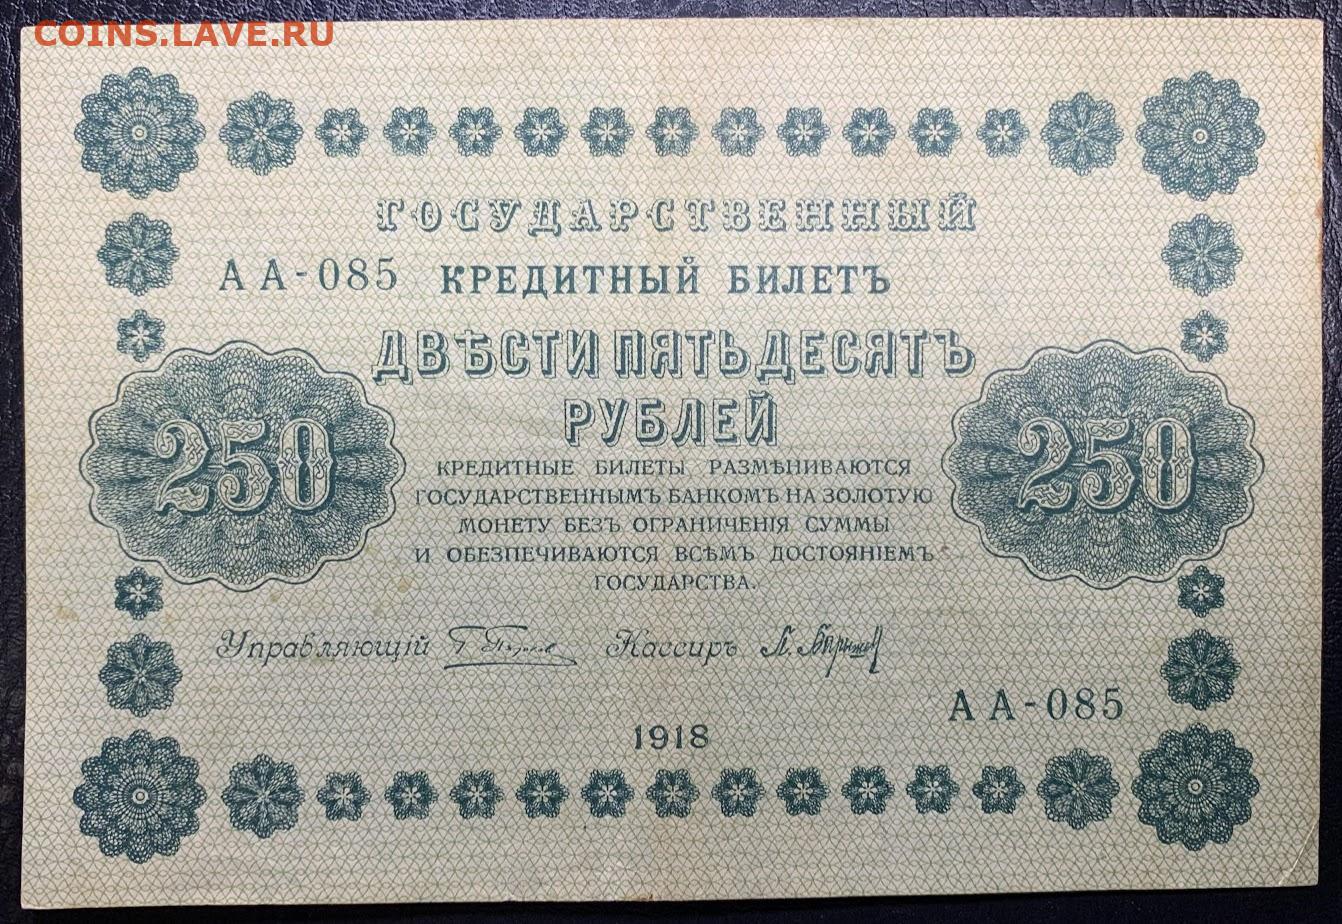 COINS.LAVE.RU
ГОСУДАРСТВЕННЫЙ
АА-085 КРЕДИТНЫЙ БИЛЕТЪ
ДВѢСТИ ПЯТЬДЕСЯТЪ
РУБЛЕЙ
250 250
КРЕДИТНЫЕ БИЛЕТЫ РАЗМѢНИВАЮТСЯ
ГОСУДАРСТВЕННЫМЪ БАНКОМЪ НА ЗОЛОТУЮ
МОНЕТУ БЕЗЪ ОГРАНИЧЕНІЯ СУММЫ
И ОБЕЗПЕЧИВАЮТСЯ ВСѢМЪ ДОСТОЯНІЕМЪ
ГОСУДАРСТВА.
Управляющій Кассиръ
АА-085
1918